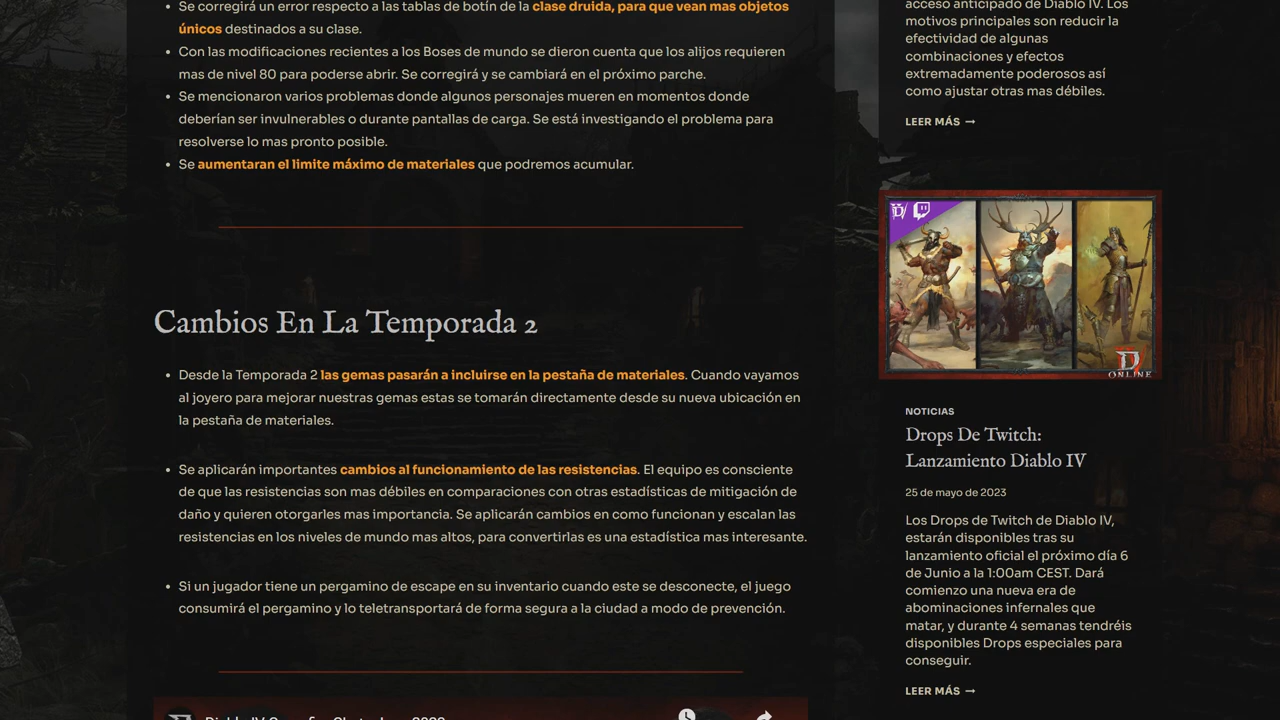 Se corregirá un error respecto a las tablas de botín de la clase druida, para que vean mas objetos
únicos destinados a su clase.
Con las modificaciones recientes a los Boses de mundo se dieron cuenta que los alijos requieren
mas de nivel 80 para poderse abrir. Se corregirá y se cambiará en el próximo parche.
Se mencionaron varios problemas donde algunos personajes mueren en momentos donde
deberían ser invulnerables o durante pantallas de carga. Se está investigando el problema para
resolverse lo mas pronto posible.
Se aumentaran el limite máximo de materiales que podremos acumular.
Cambios En La Temporada 2
Desde la Temporada 2 las gemas pasarán a incluirse en la pestaña de materiales. Cuando vayamos
al joyero para mejorar nuestras gemas estas se tomarán directamente desde su nueva ubicación en
la pestaña de materiales.
Se aplicarán importantes cambios al funcionamiento de las resistencias. El equipo es consciente
de que las resistencias son mas débiles en comparaciones con otras estadísticas de mitigación de
daño y quieren otorgarles mas importancia. Se aplicarán cambios en como funcionan y escalan las
resistencias en los niveles de mundo mas altos, para convertirlas es una estadística mas interesante.
Si un jugador tiene un pergamino de escape en su inventario cuando este se desconecte, el juego
consumirá el pergamino y lo teletransportará de forma segura a la ciudad a modo de prevención.
acceso anticipado de Diablo IV. Los
motivos principales son reducir la
efectividad de algunas
combinaciones y efectos
extremadamente poderosos así
como ajustar otras mas débiles.
LEER MÁS →
ONLINE
NOTICIAS
Drops De Twitch:
Lanzamiento Diablo IV
25 de mayo de 2023
Los Drops de Twitch de Diablo IV,
estarán disponibles tras su
lanzamiento oficial el próximo día 6
de Junio a la 1:00am CEST. Dará
comienzo una nueva era de
abominaciones infernales que
matar, y durante 4 semanas tendréis
disponibles Drops especiales para
conseguir.
LEER MÁS →